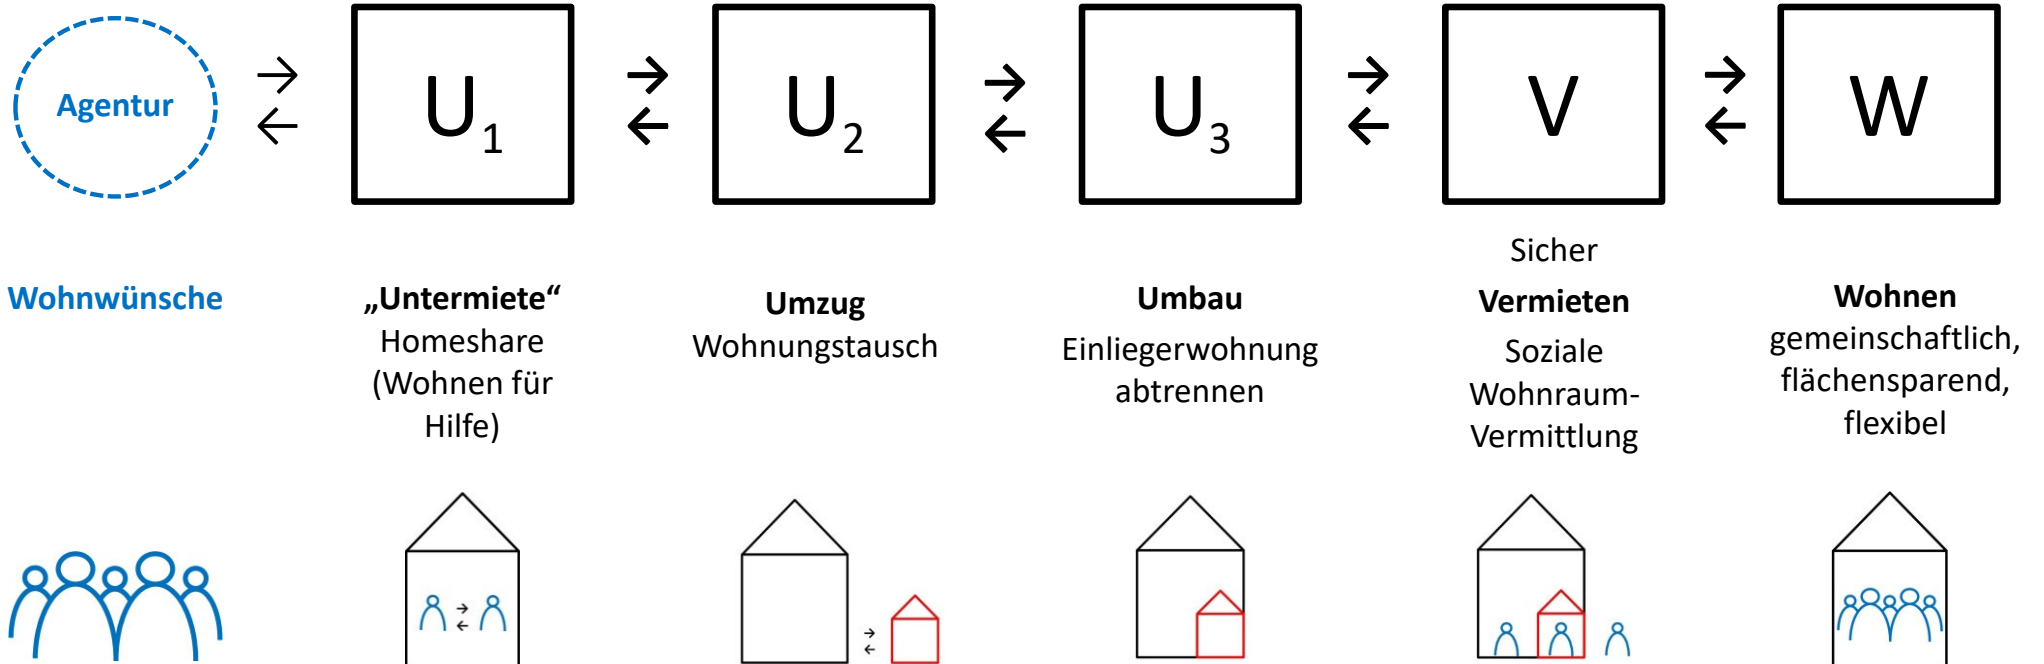 Agentur
U₁
U₂
U₃
V
W
Wohnwünsche
„Untermiete“
Homeshare
(Wohnen für
Hilfe)
Umzug
Wohnungstausch
Umbau
Einliegerwohnung
abtrennen
Sicher
Vermieten
Soziale
Wohnraum-
Vermittlung
Wohnen
gemeinschaftlich,
flächensparend,
flexibel